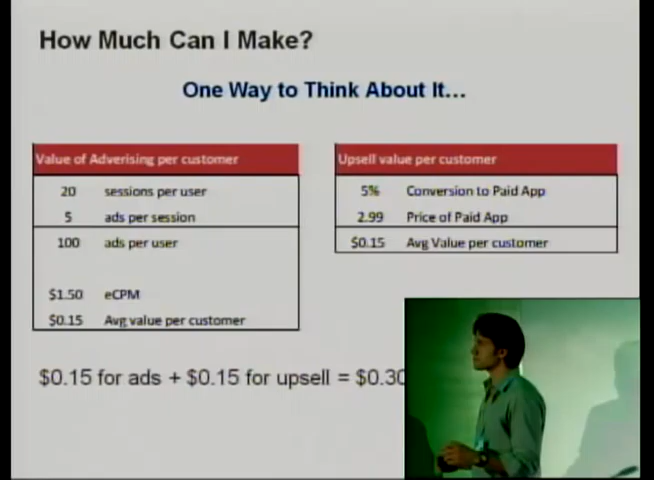 How Much Can I Make?
One Way to Think About It...
Value of Adverising per customer
20 sessions per user
5 ads per session
100 ads per user
$1.50 eCPM
$0.15 Avg value per customer
Upsell value per customer
5% Conversion to Paid App
2.99 Price of Paid App
$0.15 Avg Value per customer
$0.15 for ads + $0.15 for upsell = $0.30